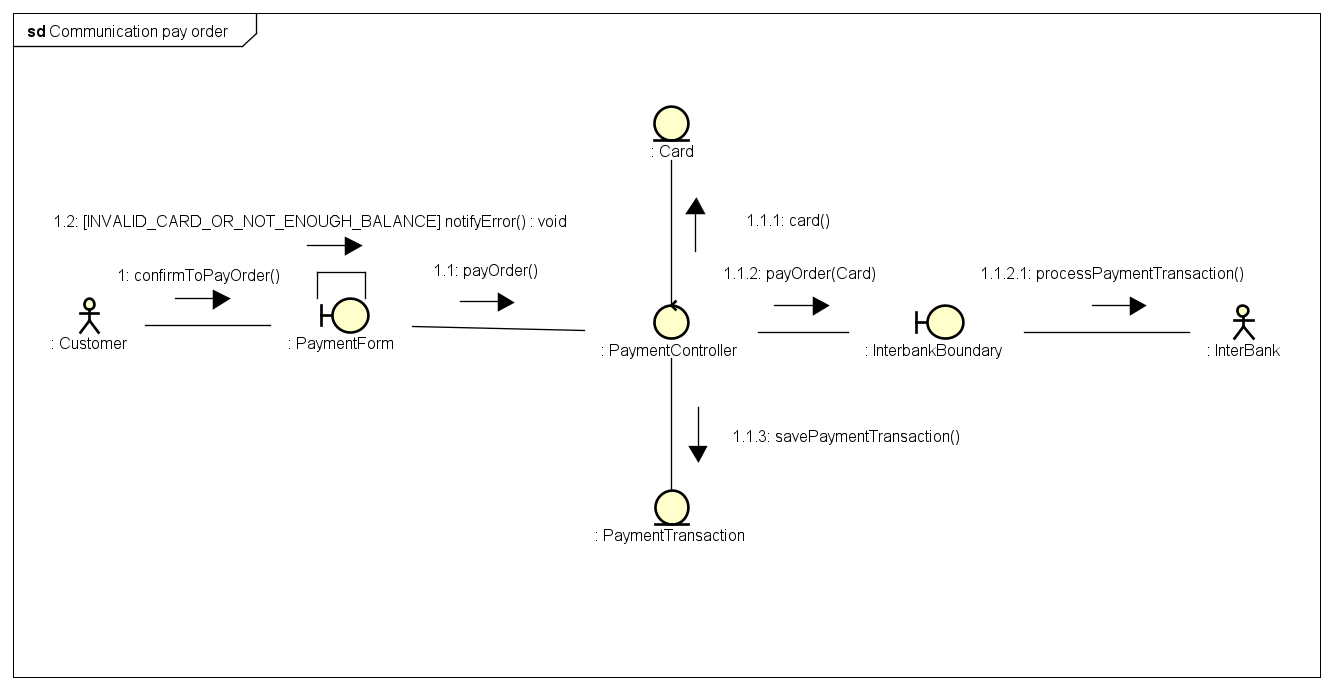 sd Communication pay order
: Card
1.2: [INVALID_CARD_OR_NOT_ENOUGH_BALANCE] notifyError() : void
1.1.1: card()
1: confirmToPayOrder()
1.1: payOrder()
1.1.2: payOrder(Card)
1.1.2.1: processPaymentTransaction()
: Customer
: PaymentForm
: PaymentController
: InterbankBoundary
: InterBank
1.1.3: savePaymentTransaction()
: PaymentTransaction